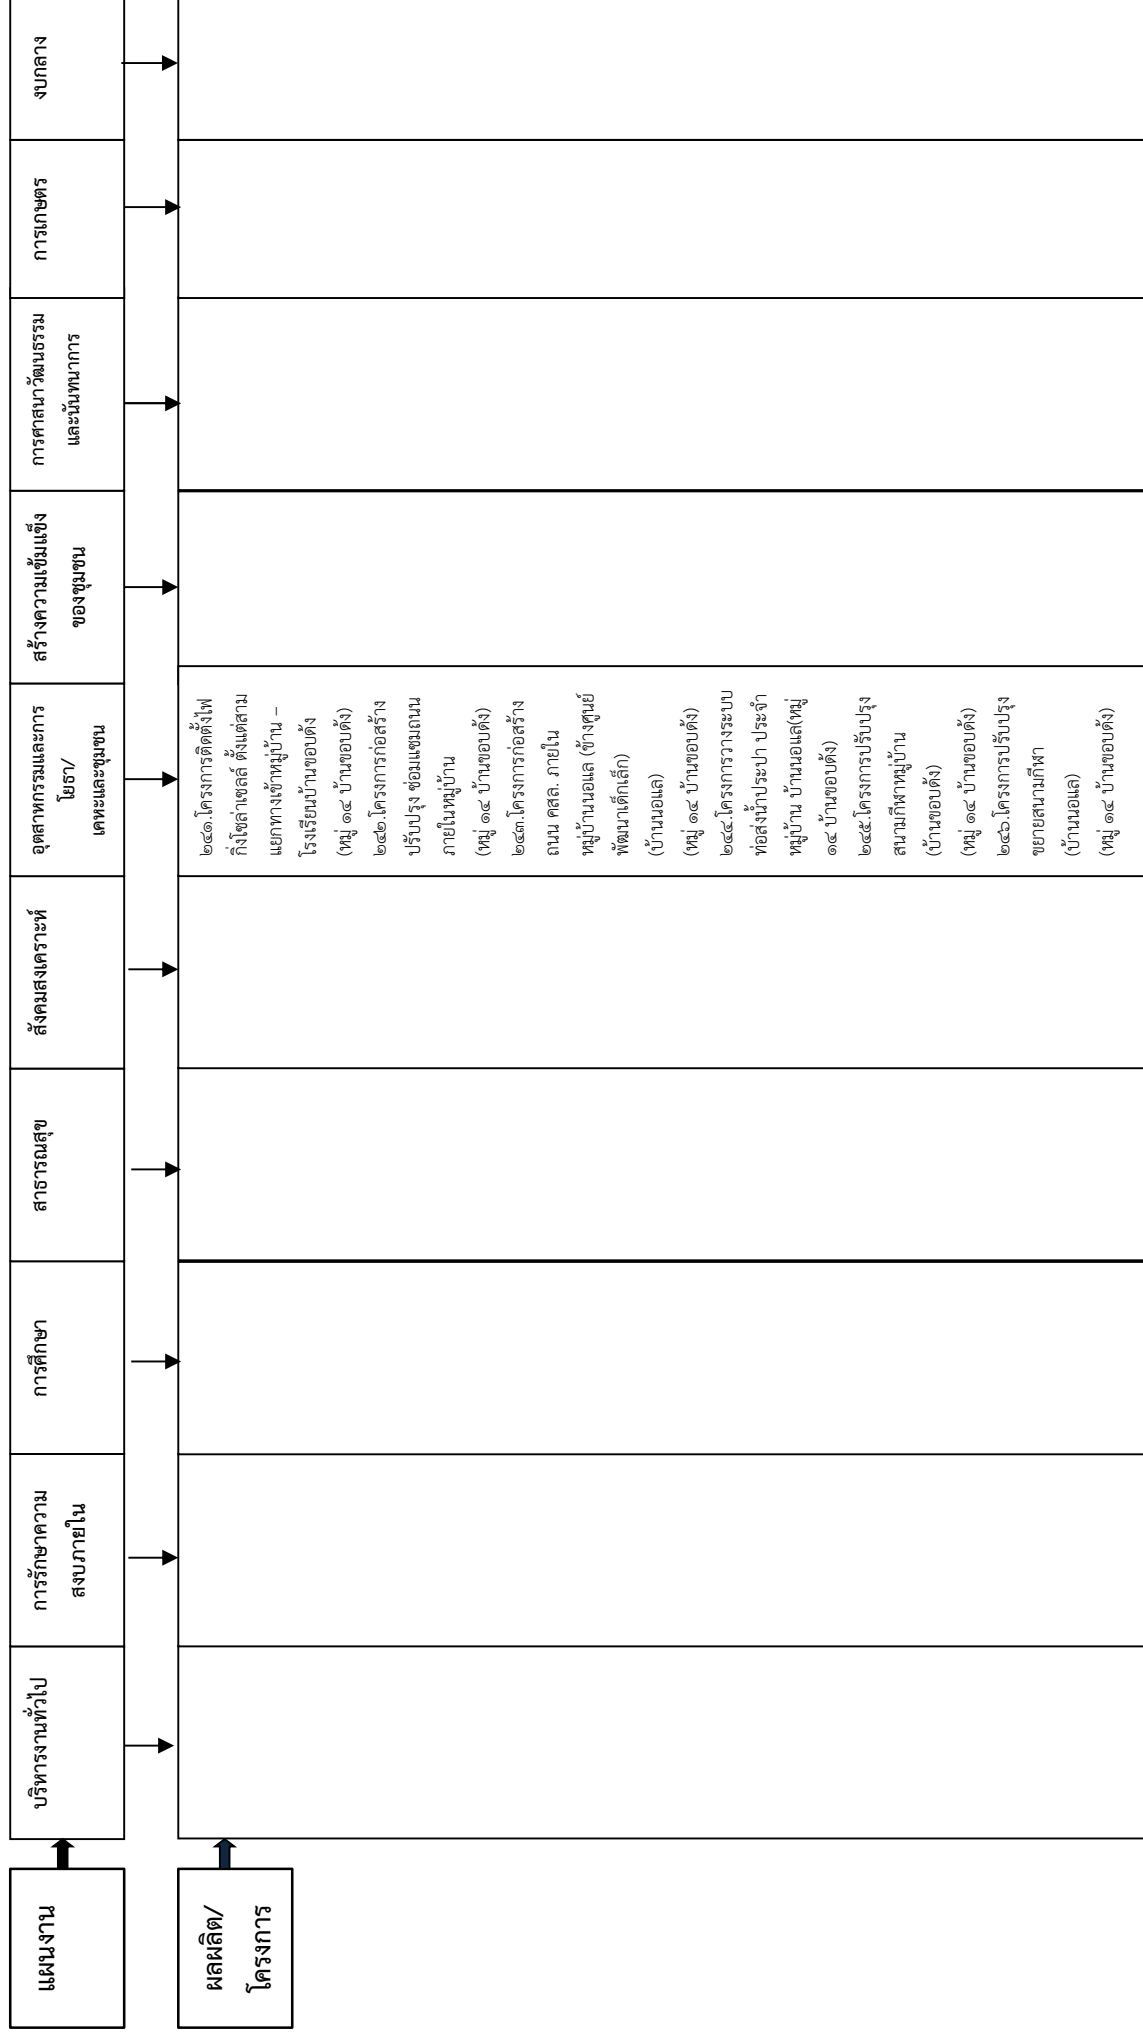 แผนงาน
บริหารงานทั่วไป
การรักษาความ
สงบภายใน
การศึกษา
สาธารณสุข
สังคมสงเคราะห์
อุตสาหกรรมและการ
โยธา/
เคหะและชุมชน
สร้างความเข้มแข็ง
ของชุมชน
การศาสนาวัฒนธรรม
และนันทนาการ
การเกษตร
งบกลาง
ผลผลิต/
โครงการ
๒๔๑.โครงการติดตั้งไฟ
กิ่งโซล่าเซลล์ ตั้งแต่สาม
แยกทางเข้าหมู่บ้าน –
โรงเรียนบ้านขอบด้ง
(หมู่ ๑๔ บ้านขอบด้ง)
๒๔๒.โครงการก่อสร้าง
ปรับปรุง ซ่อมแซมถนน
ภายในหมู่บ้าน
(หมู่ ๑๔ บ้านขอบด้ง)
๒๔๓.โครงการก่อสร้าง
ถนน คสล. ภายใน
หมู่บ้านนอแล (ข้างศูนย์
พัฒนาเด็กเล็ก)
(บ้านนอแล)
(หมู่ ๑๔ บ้านขอบด้ง)
๒๔๔.โครงการวางระบบ
ท่อส่งน้ำประปา ประจำ
หมู่บ้าน บ้านนอแล(หมู่
๑๔ บ้านขอบด้ง)
๒๔๕.โครงการปรับปรุง
สนามกีฬาหมู่บ้าน
(บ้านขอบด้ง)
(หมู่ ๑๔ บ้านขอบด้ง)
๒๔๖.โครงการปรับปรุง
ขยายสนามกีฬา
(บ้านนอแล)
(หมู่ ๑๔ บ้านขอบด้ง)